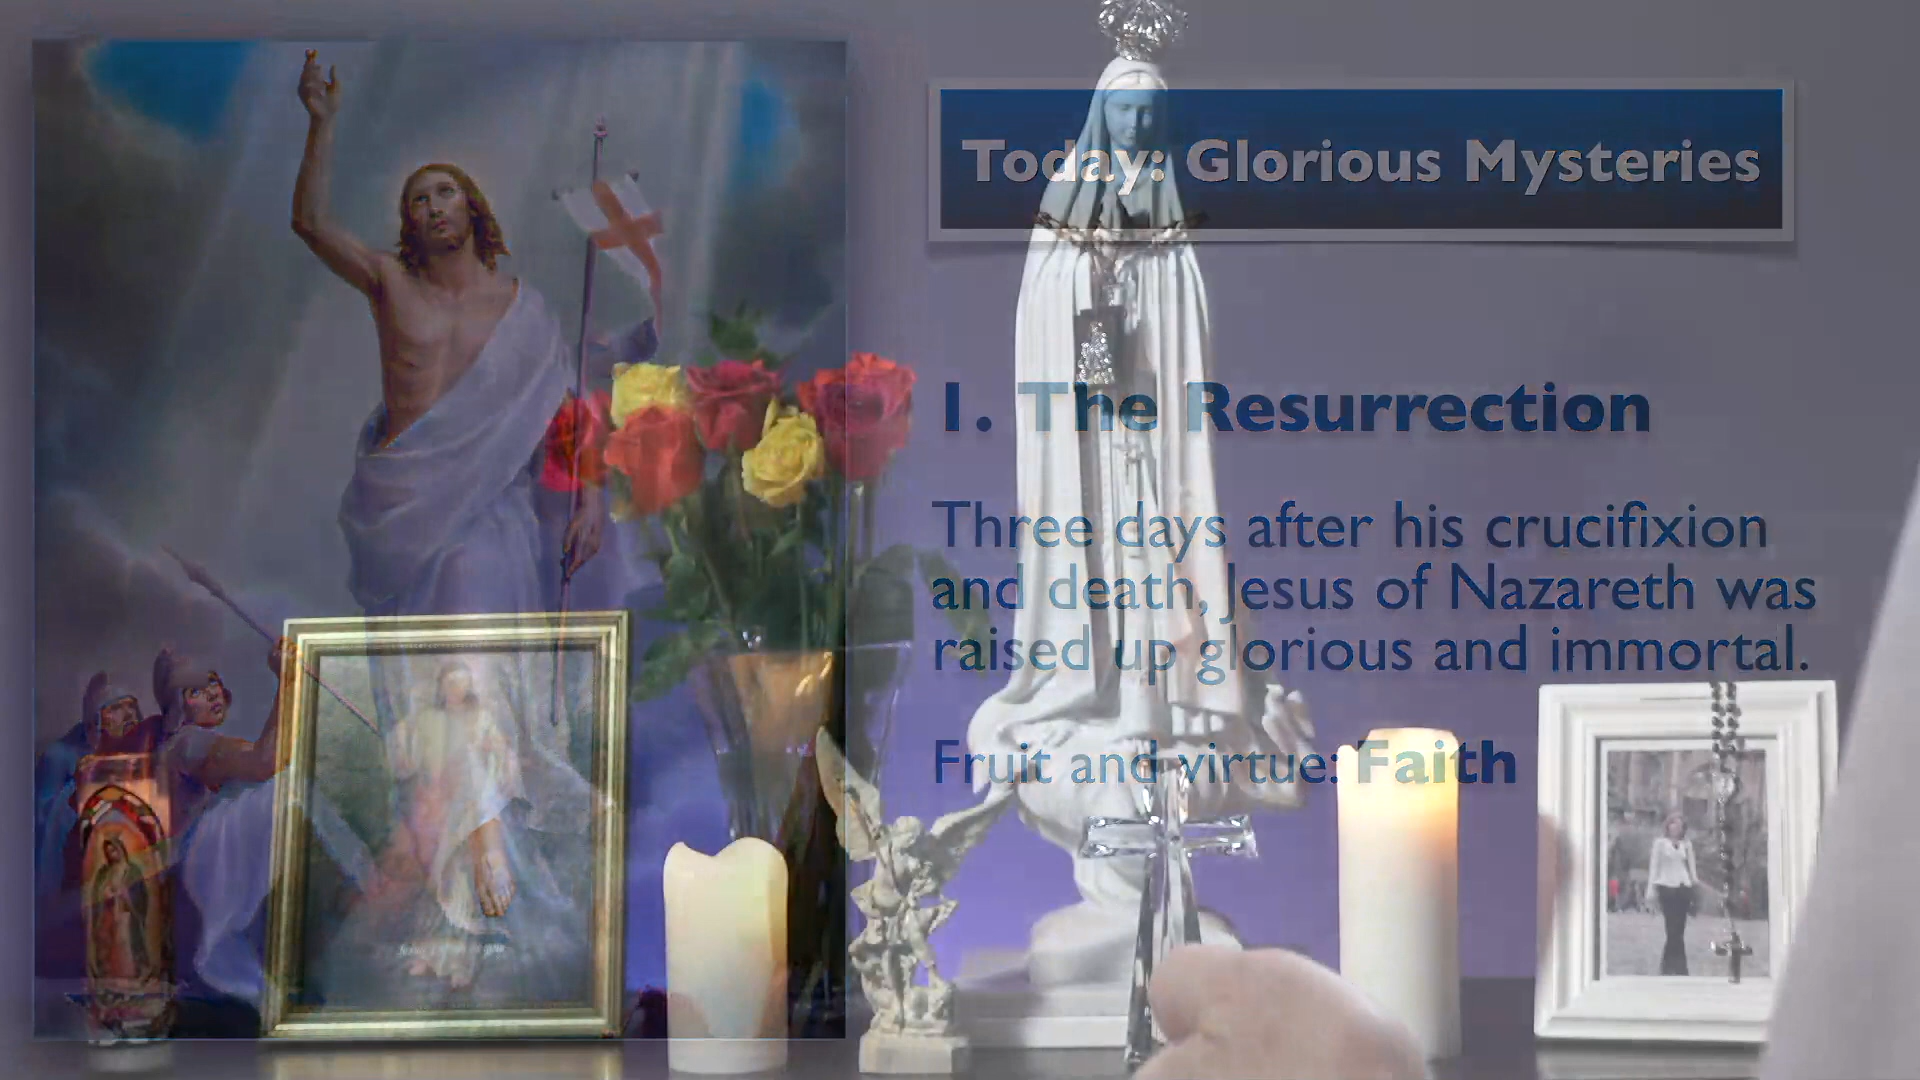 Today: Glorious Mysteries
1. The Resurrection
Three days after his crucifixion
and death, Jesus of Nazareth was
raised up glorious and immortal.
Fruit and virtue: Faith